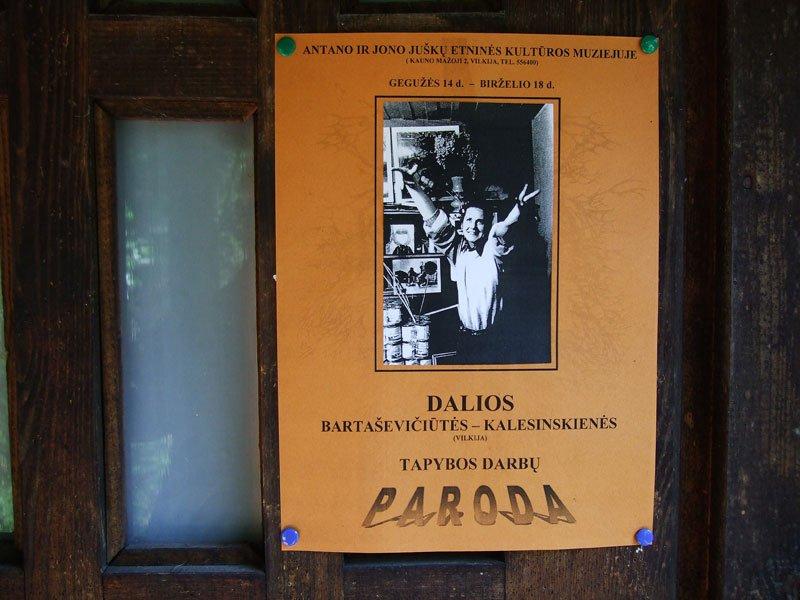 ANTANO IR JONO JUŠKŲ ETNINĖS KULTŪROS MUZIEJUJE
( KAUNO MAŽOJI 2, VILKIJA, TEL. 556400)
GEGUŽĖS 14 d. – BIRŽELIO 18 d.
DALIOS
BARTAŠEVIČIŪTĖS – KALESINSKIENĖS
(VILKIJA)
TAPYBOS DARBŲ
PARODA